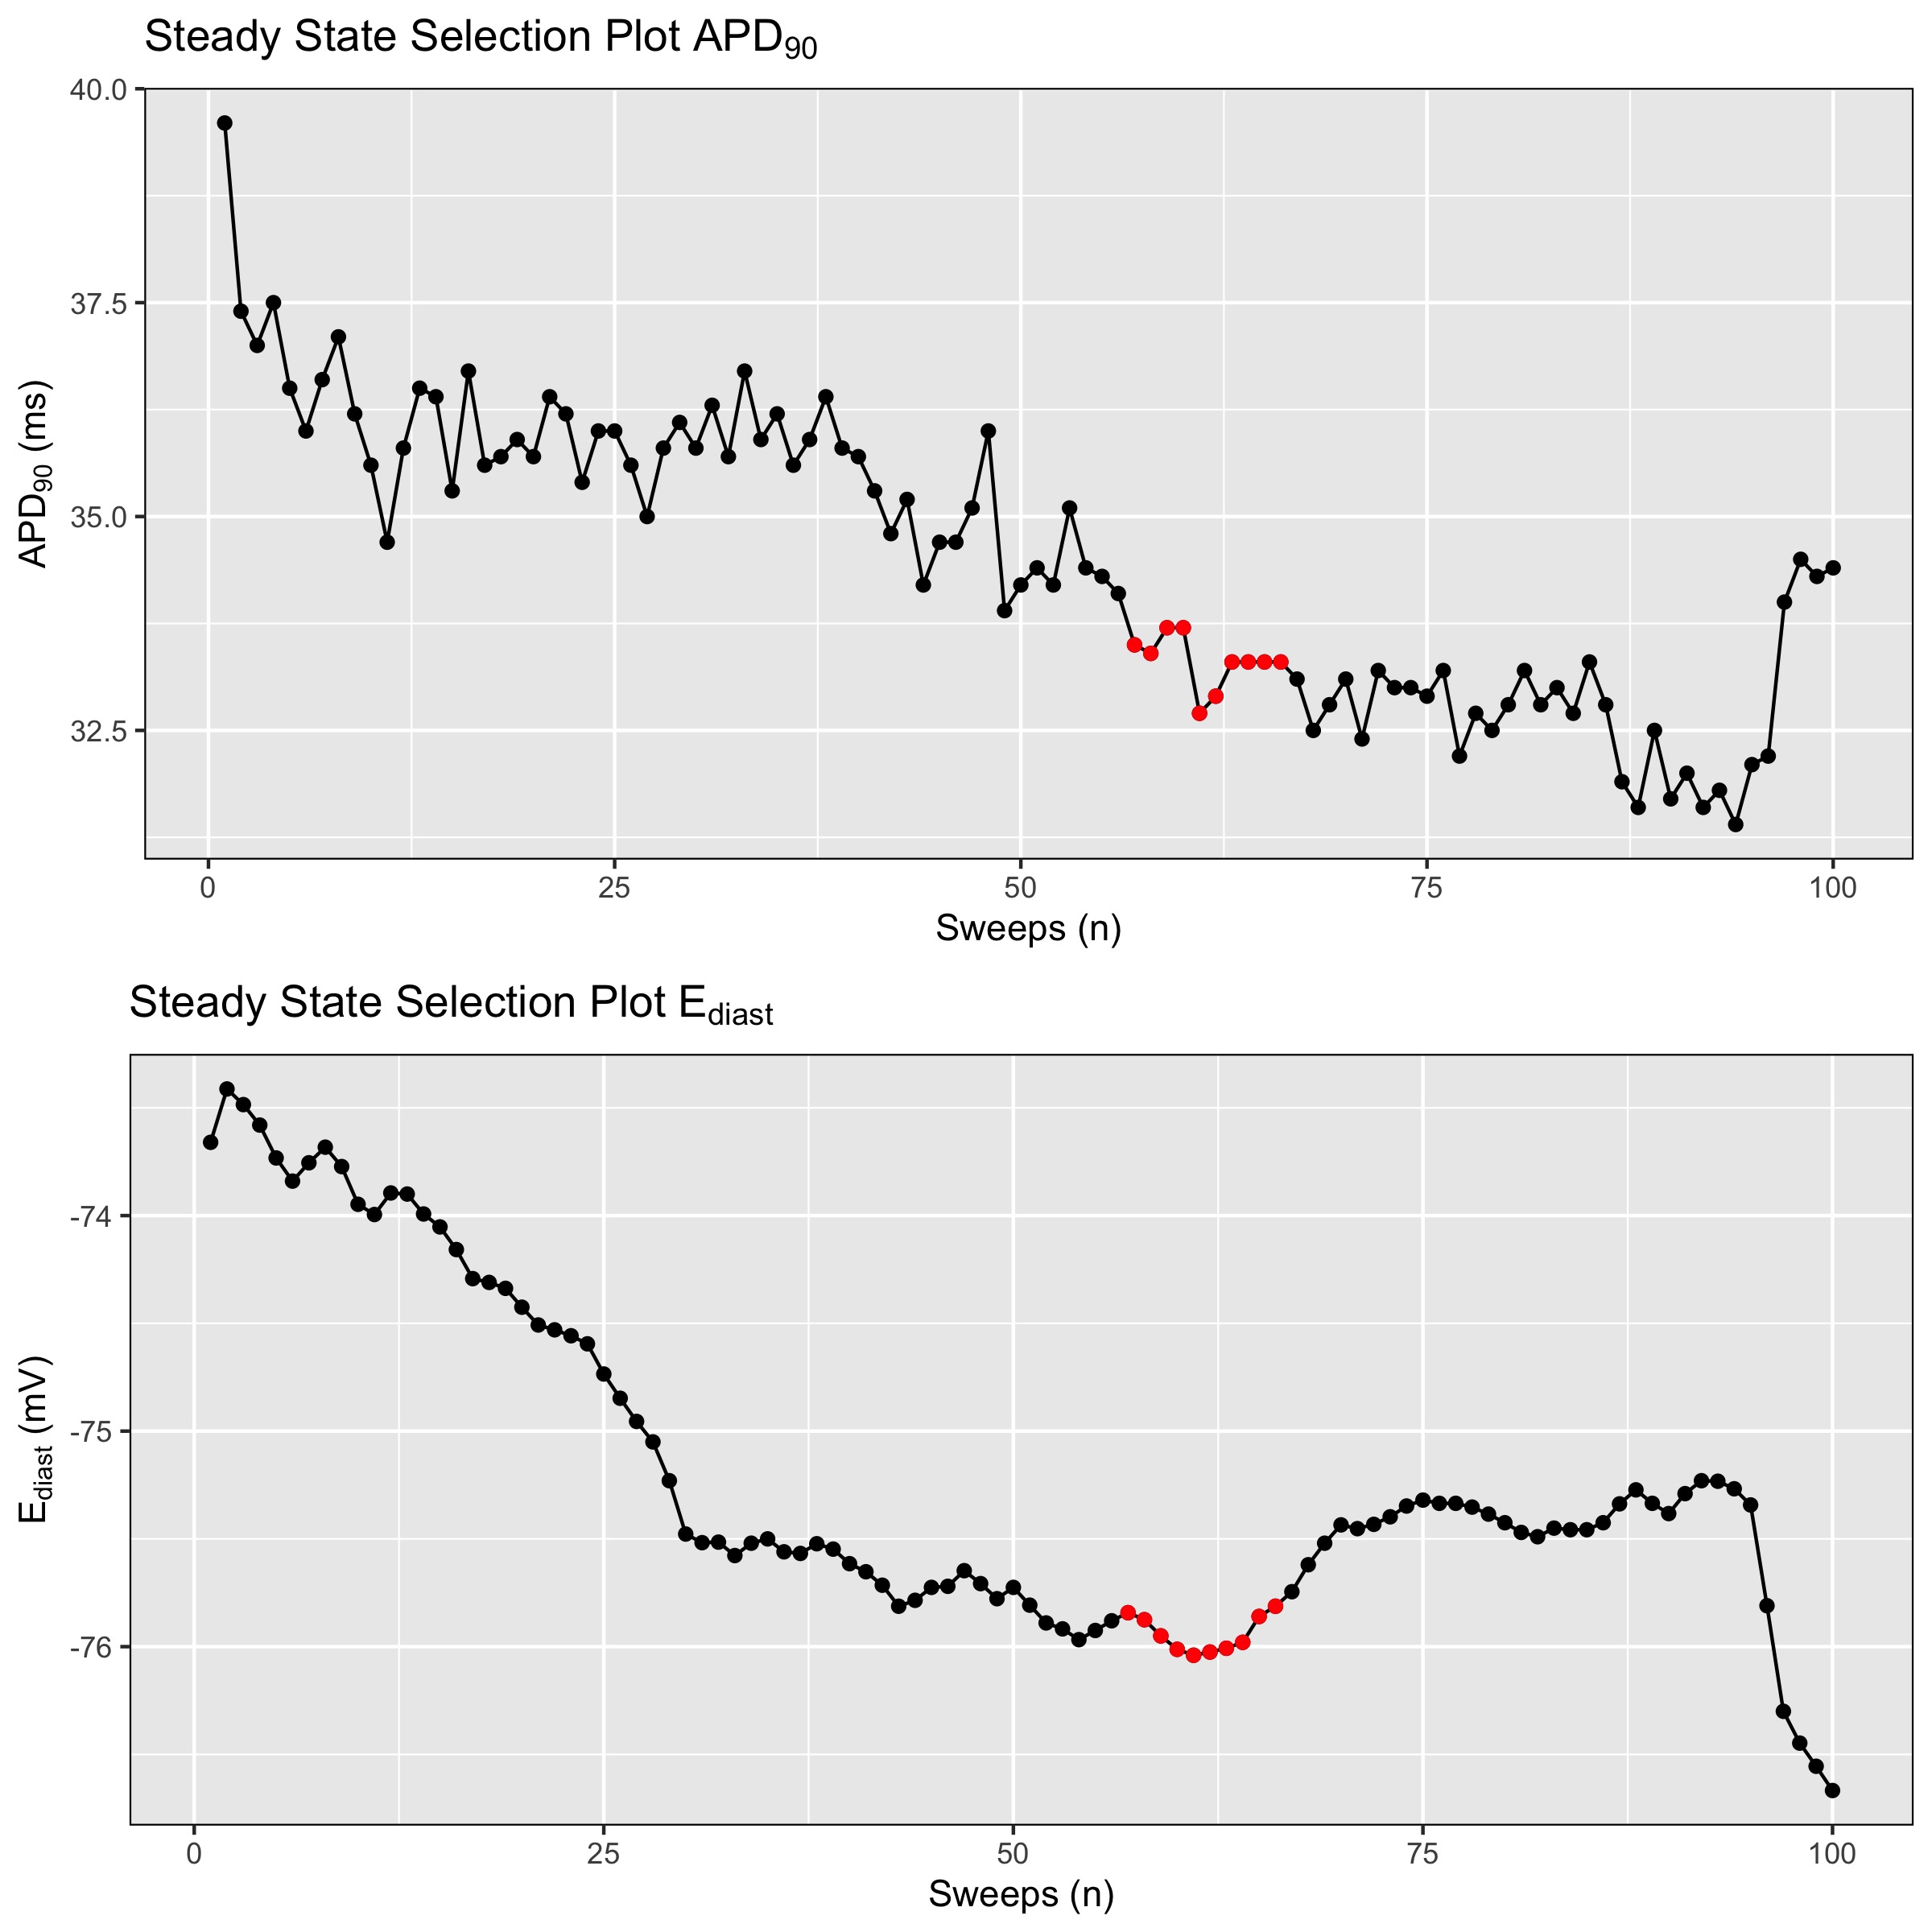 Steady State Selection Plot APD90
40.0
37.5
35.0
32.5
APD90 (ms)
0 25 50 75 100
Sweeps (n)
Steady State Selection Plot Ediast
-74
-75
-76
Ediast (mV)
0 25 50 75 100
Sweeps (n)